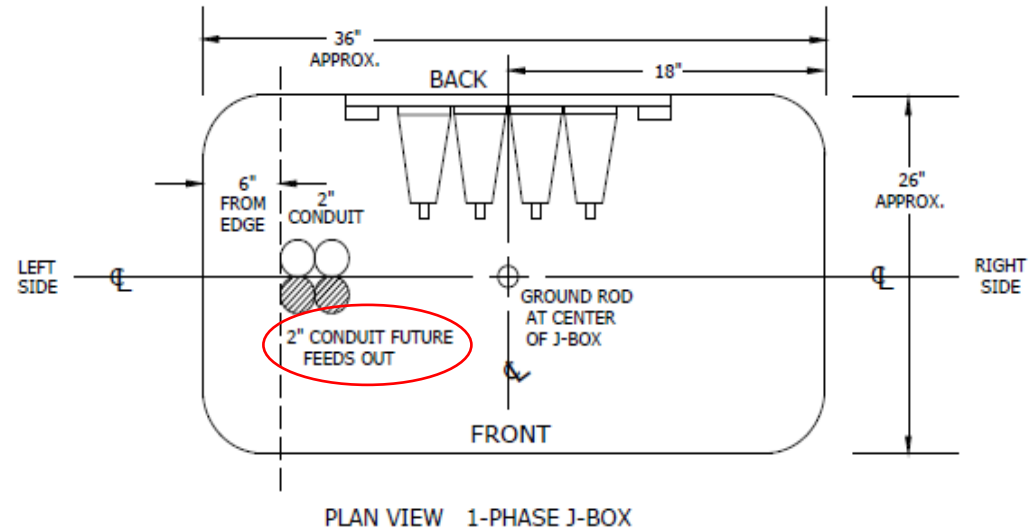 36"
APPROX.
BACK
18"
6"
FROM
EDGE
2"
CONDUIT
26"
APPROX.
LEFT
SIDE
℄
℄
RIGHT
SIDE
GROUND ROD
AT CENTER
OF J-BOX
2" CONDUIT FUTURE
FEEDS OUT
℄
FRONT
PLAN VIEW 1-PHASE J-BOX